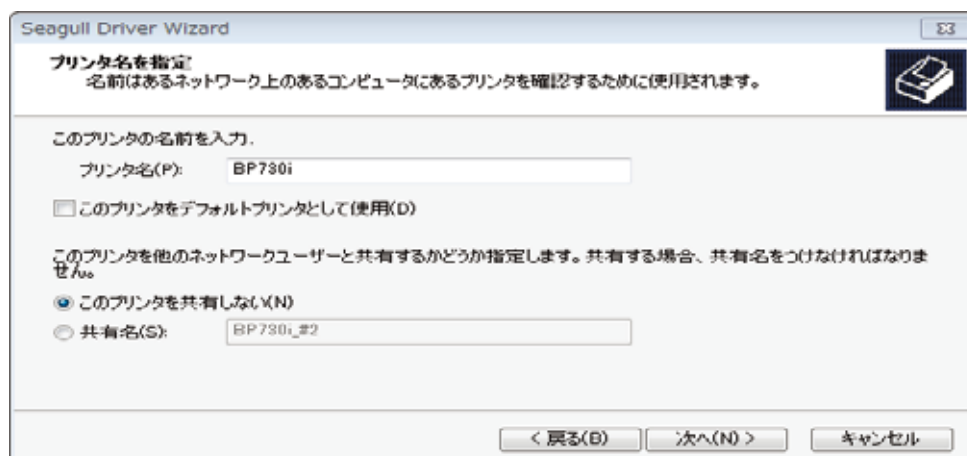 Seagull Driver Wizard
プリンタ名を指定
名前はあるネットワーク上のあるコンピュータにあるプリンタを確認するために使用されます。
このプリンタの名前を入力.
プリンタ名(P): BP730i
このプリンタをデフォルトプリンタとして使用(D)
このプリンタを他のネットワークユーザーと共有するかどうか指定します。共有する場合、共有名をつけなければなりま
せん。
このプリンタを共有しない(N)
共有名(S): BP730i_#2
< 戻る(B) 次へ(N) > キャンセル